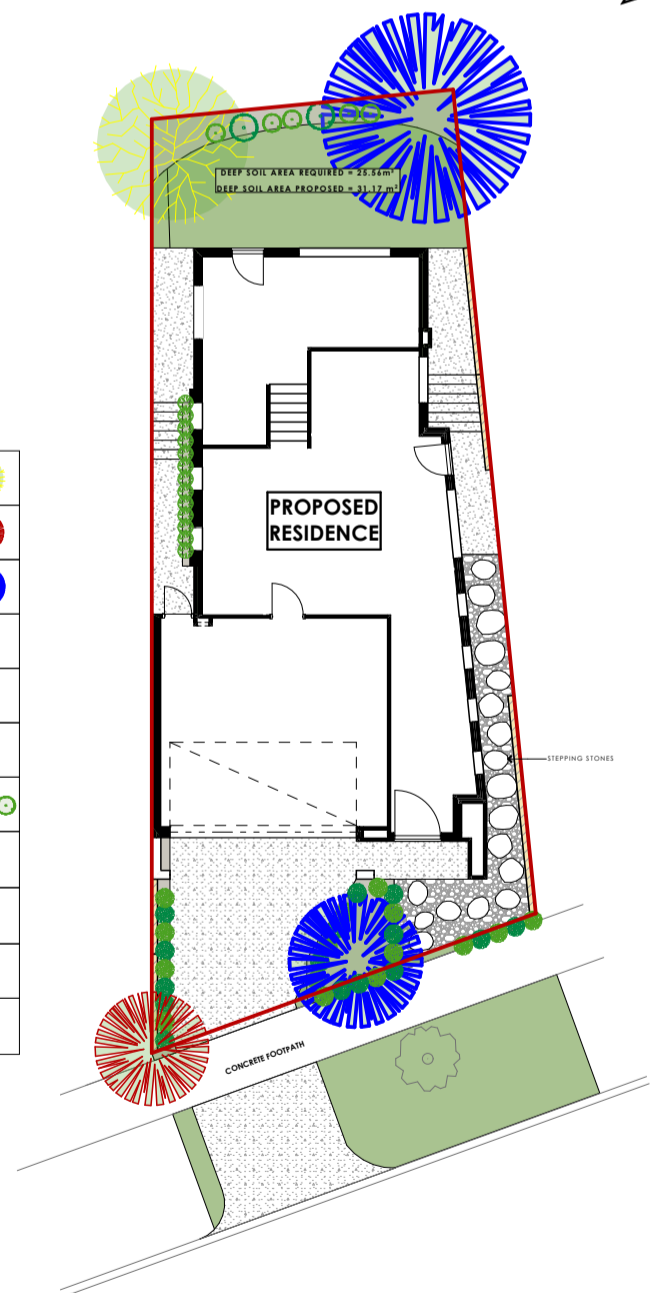 DEEP SOIL AREA REQUIRED = 25.56m²
DEEP SOIL AREA PROPOSED = 31.17 m²
PROPOSED
RESIDENCE
STEPPING STONES
CONCRETE FOOTPATH